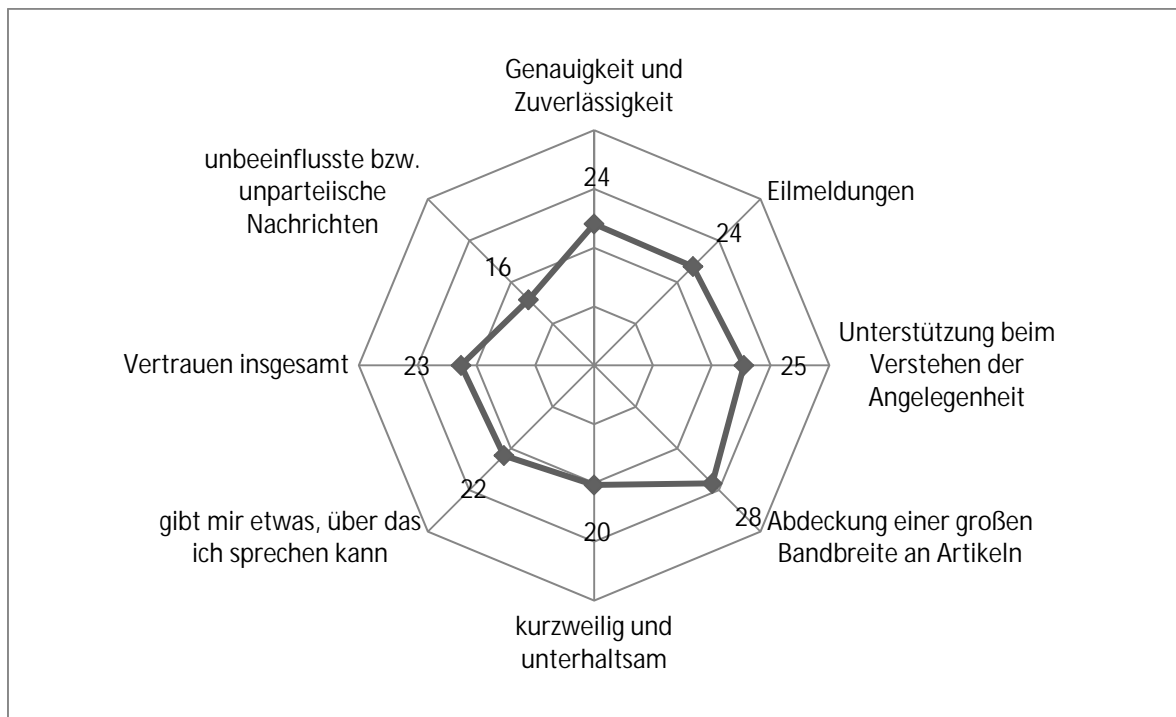 Genauigkeit und
Zuverlässigkeit
24
Eilmeldungen
24
Unterstützung beim
Verstehen der
Angelegenheit
25
Abdeckung einer großen
Bandbreite an Artikeln
28
kurzweilig und
unterhaltsam
20
gibt mir etwas, über das
ich sprechen kann
22
Vertrauen insgesamt
23
unbeeinflusste bzw.
unparteiische
Nachrichten
16